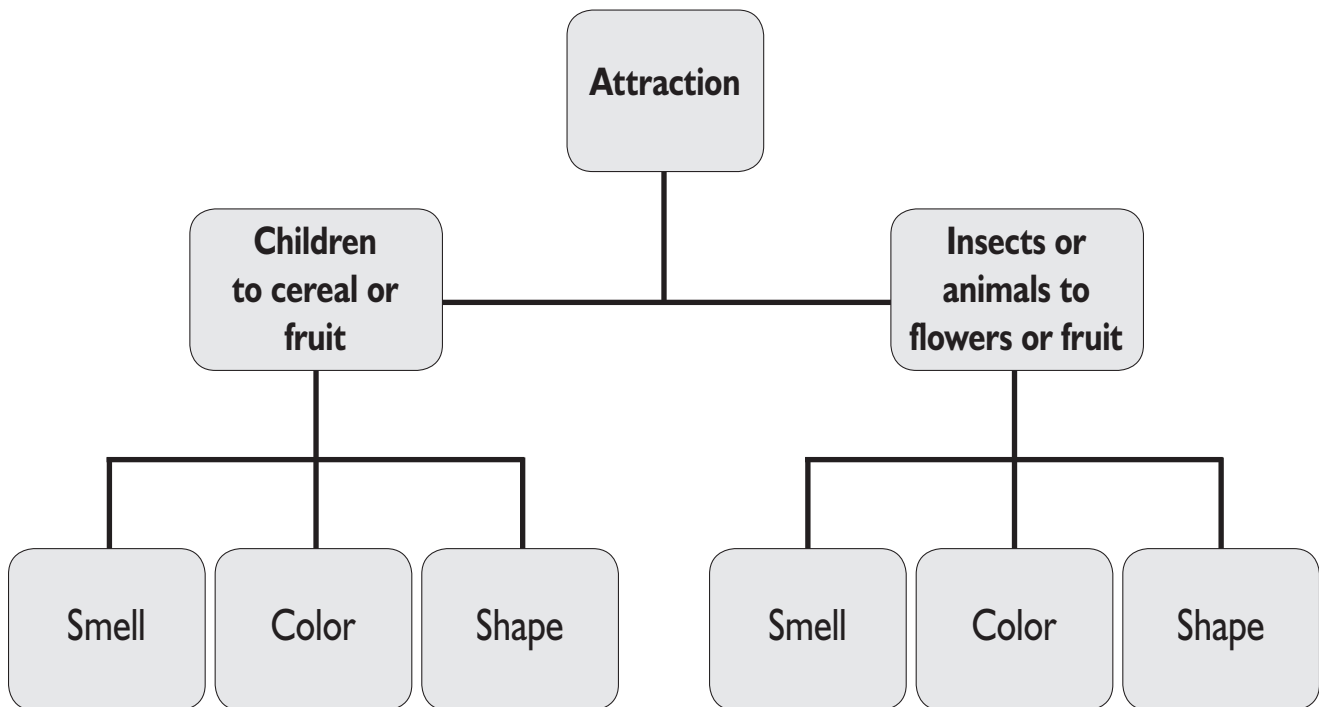 Attraction
Children
to cereal or
fruit
Insects or
animals to
flowers or fruit
Smell
Color
Shape
Smell
Color
Shape